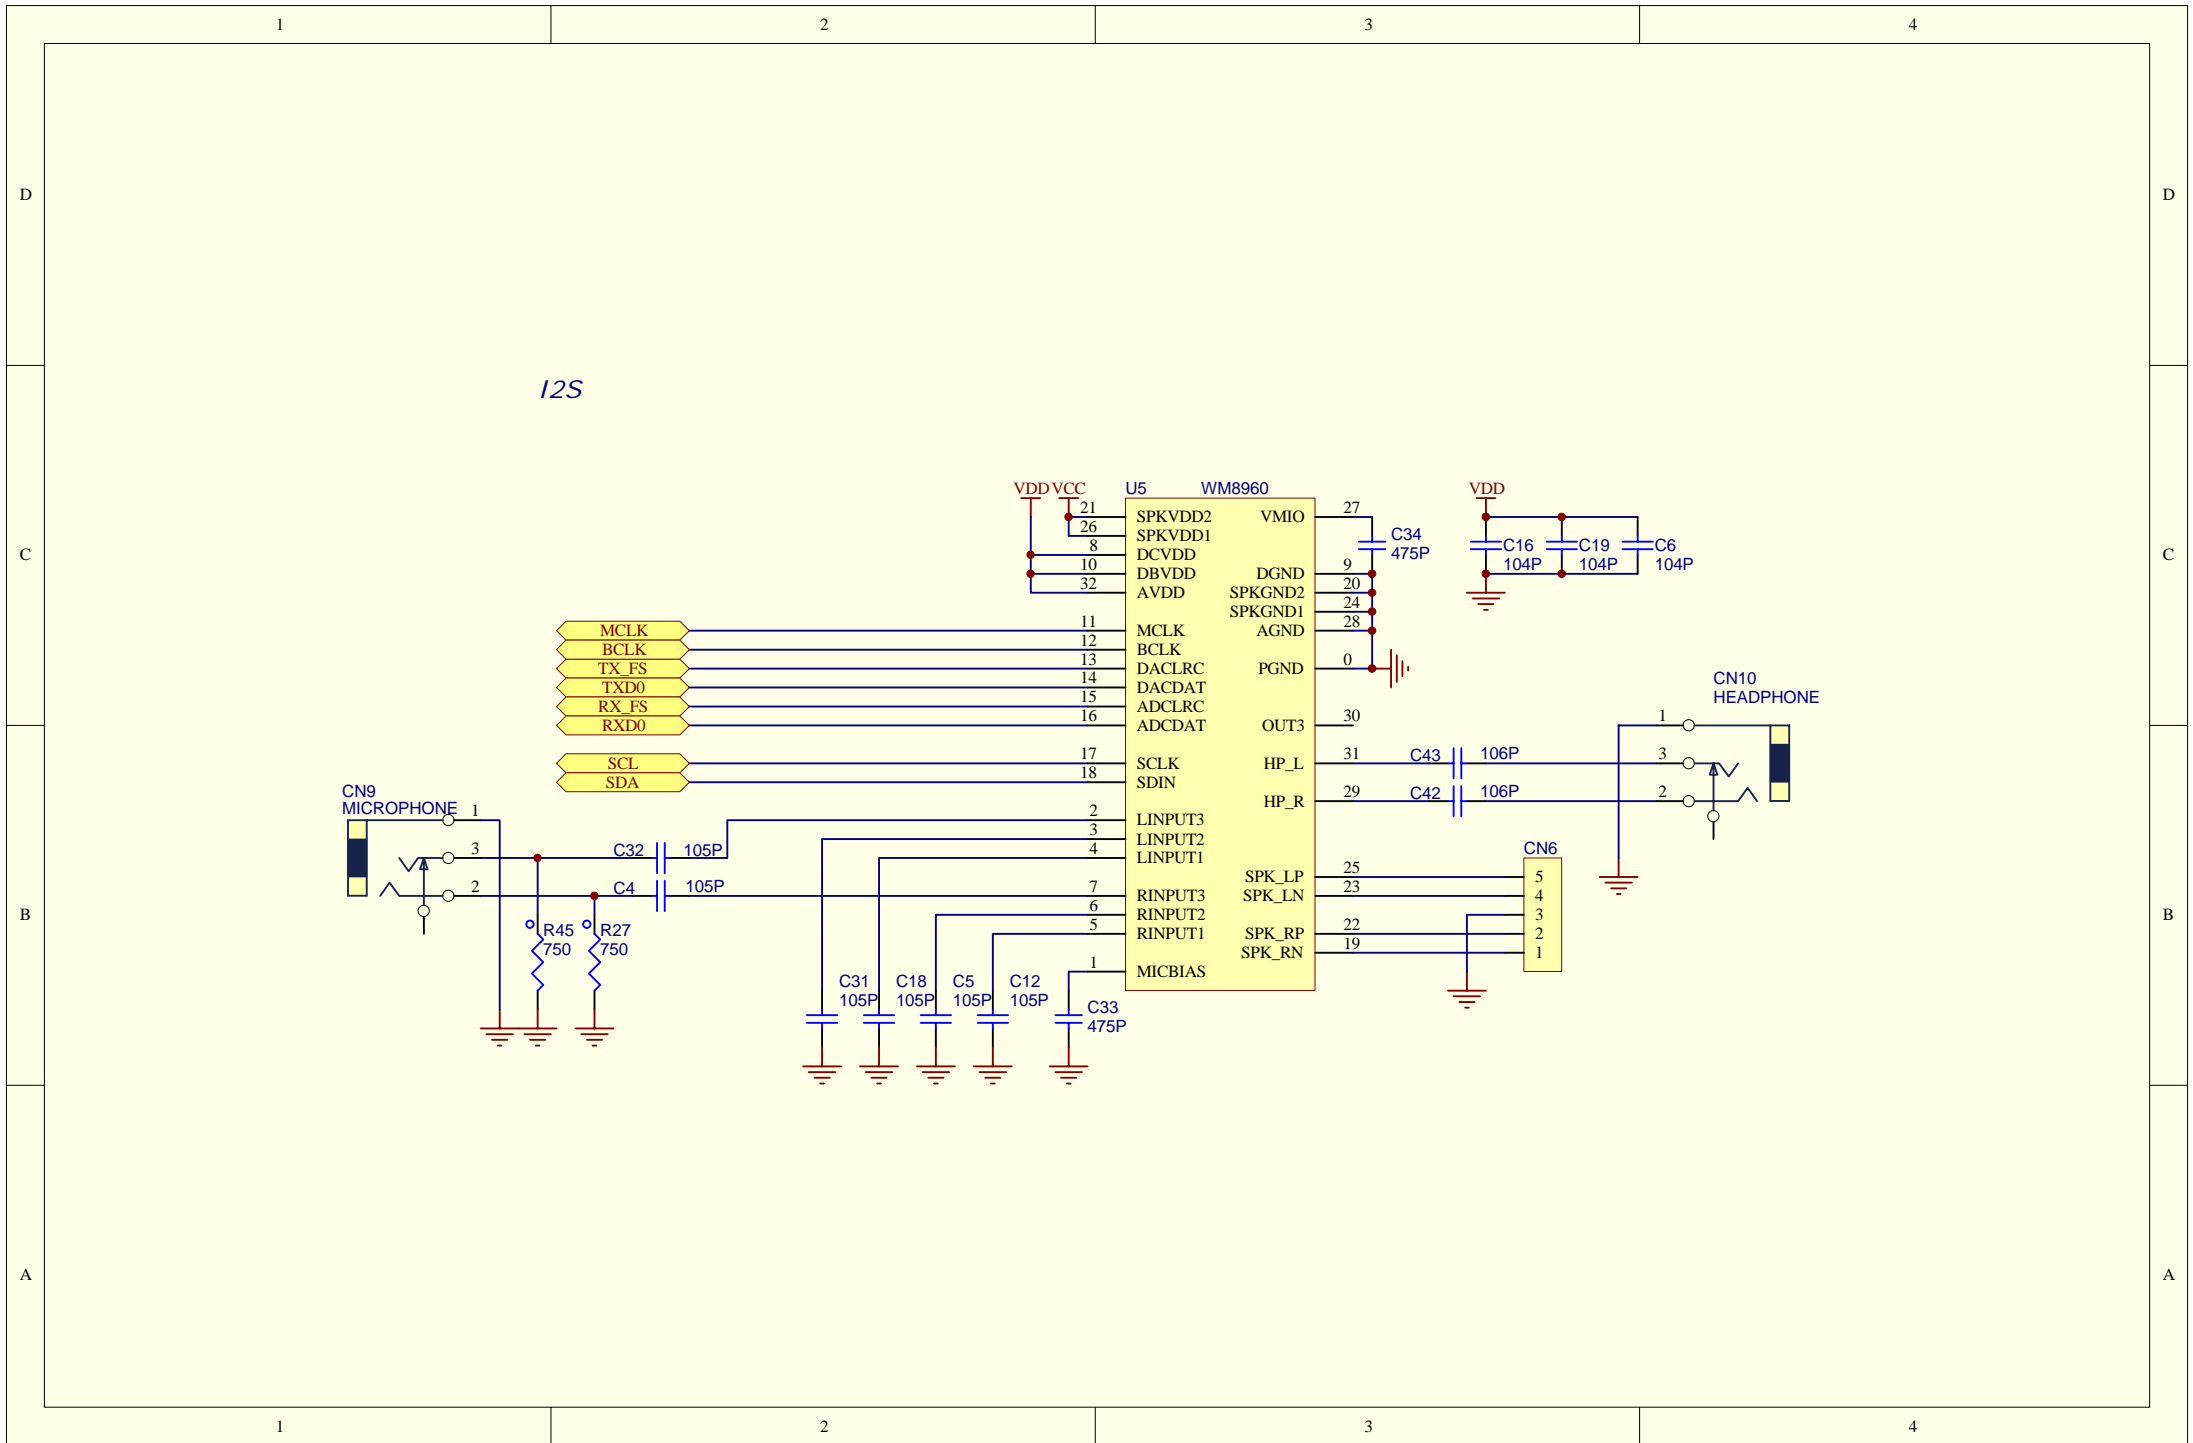 1 2 3 4
D D
I2S
VDD VCC U5 WM8960 VDD
21 SPKVDD2 VMIO 27
26 SPKVDD1
C34
475P
8 DCVDD
C16 C19 C6
104P 104P 104P
C C
10 DBVDD DGND 9
32 AVDD SPKGND2 20
SPKGND1 24
MCLK 11 MCLK AGND 28
BCLK 12 BCLK
TX_FS 13 DACLRC PGND 0
TXD0 14 DACDAT
RX_FS 15 ADCLRC
RXD0 16 ADCDAT OUT3 30
CN10
HEADPHONE
1
SCL 17 SCLK HP_L 31 C43 106P 3
SDA 18 SDIN
HP_R 29 C42 106P 2
CN9
MICROPHONE 1
2 LINPUT3
3 LINPUT2
3 C32 105P 4 LINPUT1
CN6
SPK_LP 25 5
2 C4 105P 7 RINPUT3 SPK_LN 23 4
B B
6 RINPUT2 3
5 RINPUT1 SPK_RP 22 2
R45 R27
750 750
SPK_RN 19 1
1 MICBIAS
C31 C18 C5 C12
105P 105P 105P 105P
C33
475P
A A
1 2 3 4